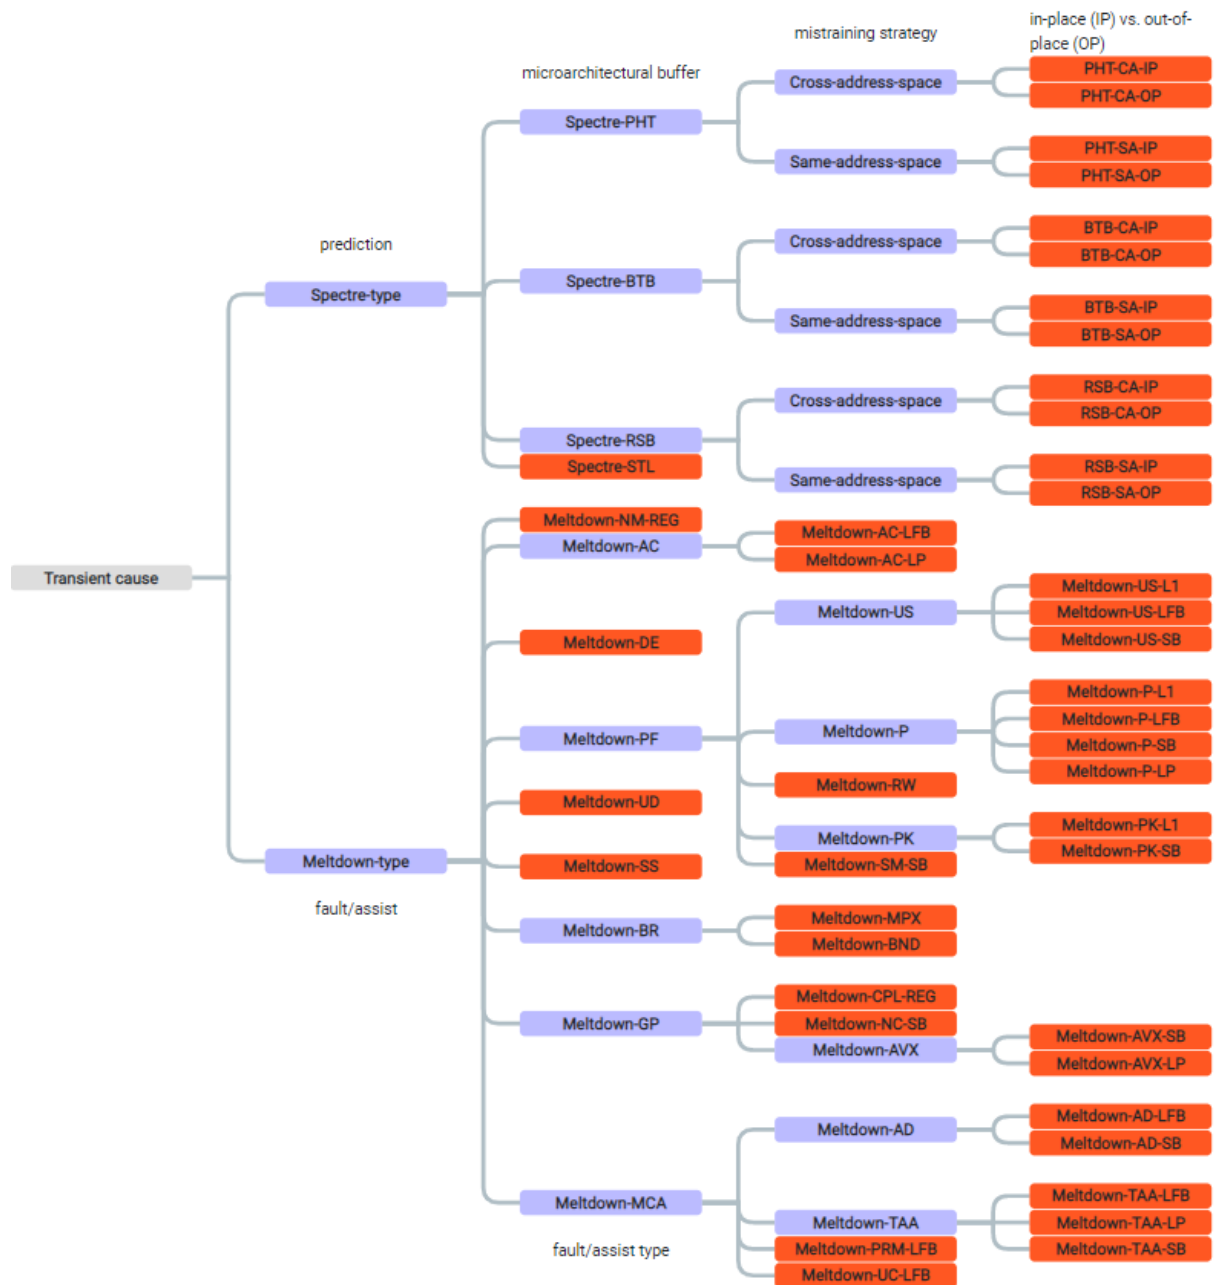 in-place (IP) vs. out-of-
place (OP)
mistraining strategy
microarchitectural buffer
PHT-CA-IP
Cross-address-space
PHT-CA-OP
Spectre-PHT
PHT-SA-IP
Same-address-space
PHT-SA-OP
prediction
BTB-CA-IP
Cross-address-space
BTB-CA-OP
Spectre-BTB
Spectre-type
BTB-SA-IP
Same-address-space
BTB-SA-OP
RSB-CA-IP
Cross-address-space
RSB-CA-OP
Spectre-RSB
Spectre-STL
RSB-SA-IP
Same-address-space
RSB-SA-OP
Meltdown-NM-REG
Meltdown-AC
Meltdown-AC-LFB
Meltdown-AC-LP
Transient cause
Meltdown-US-L1
Meltdown-US
Meltdown-US-LFB
Meltdown-US-SB
Meltdown-DE
Meltdown-P-L1
Meltdown-P-LFB
Meltdown-P
Meltdown-PF
Meltdown-P-SB
Meltdown-P-LP
Meltdown-RW
Meltdown-UD
Meltdown-PK-L1
Meltdown-PK
Meltdown-PK-SB
Meltdown-type
Meltdown-SS
Meltdown-SM-SB
fault/assist
Meltdown-MPX
Meltdown-BR
Meltdown-BND
Meltdown-CPL-REG
Meltdown-GP
Meltdown-NC-SB
Meltdown-AVX-SB
Meltdown-AVX
Meltdown-AVX-LP
Meltdown-AD-LFB
Meltdown-AD
Meltdown-AD-SB
Meltdown-MCA
Meltdown-TAA-LFB
Meltdown-TAA
Meltdown-TAA-LP
fault/assist type
Meltdown-PRM-LFB
Meltdown-TAA-SB
Meltdown-UC-LFB